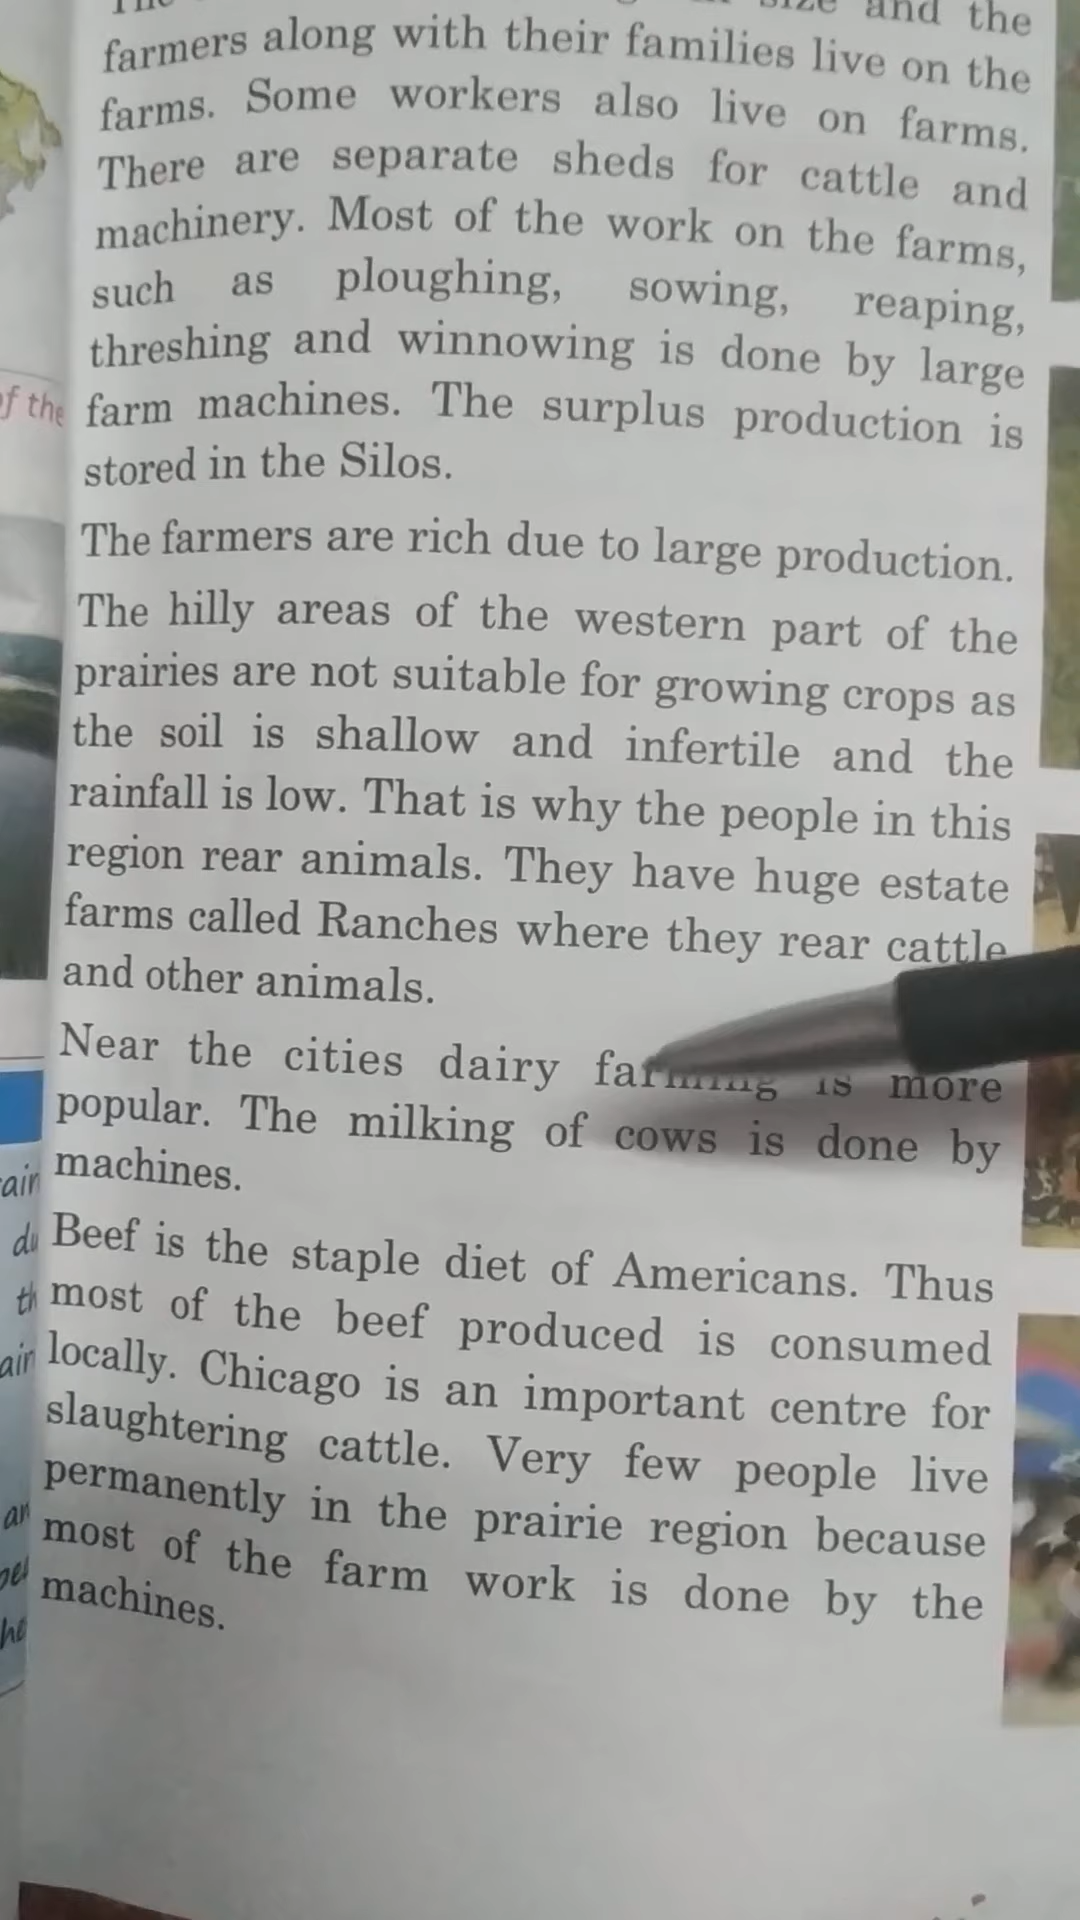 size and the
farmers along with their families live on the
farms. Some workers also live on farms.
There are separate sheds for cattle and
machinery. Most of the work on the farms,
such as ploughing, sowing, reaping,
threshing and winnowing is done by large
farm machines. The surplus production is
stored in the Silos.
The farmers are rich due to large production.
The hilly areas of the western part of the
prairies are not suitable for growing crops as
the soil is shallow and infertile and the
rainfall is low. That is why the people in this
region rear animals. They have huge estate
farms called Ranches where they rear cattle
and other animals.
Near the cities dairy farming is more
popular. The milking of cows is done by
machines.
Beef is the staple diet of Americans. Thus
most of the beef produced is consumed
locally. Chicago is an important centre for
slaughtering cattle. Very few people live
permanently in the prairie region because
most of the farm work is done by the
machines.
of the